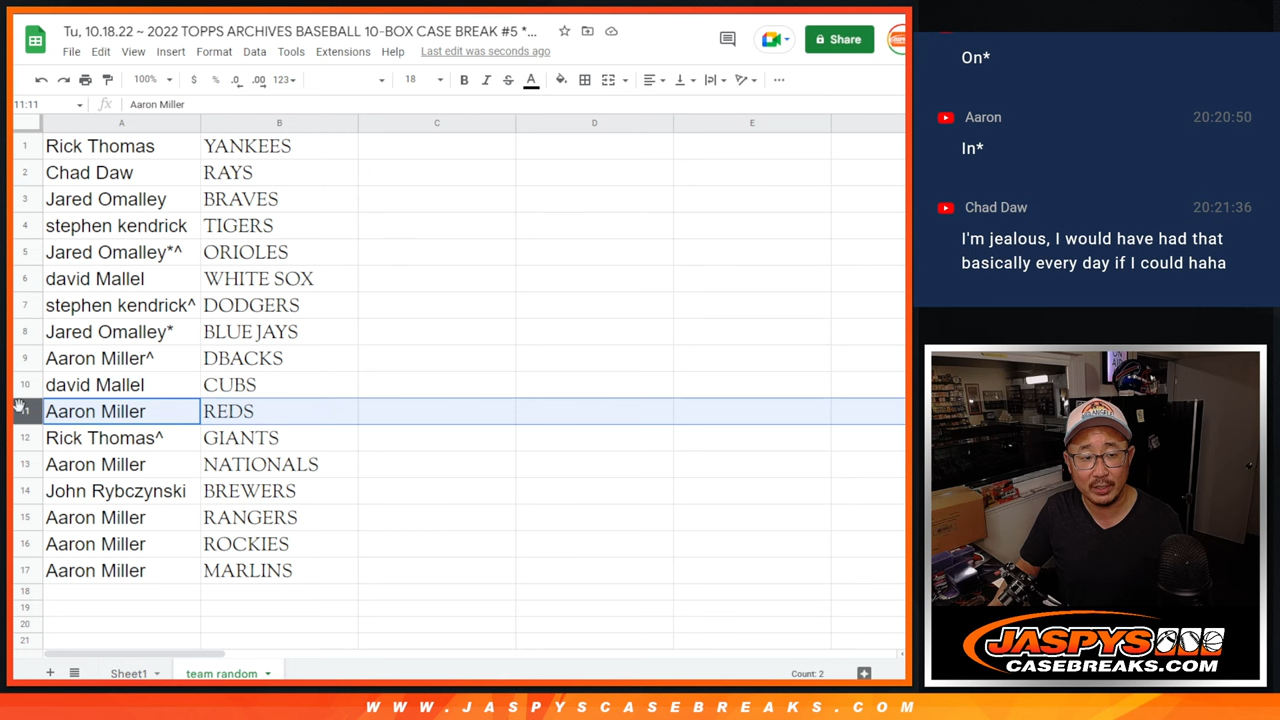 Tu, 10.18.22 ~ 2022 TOPPS ARCHIVES BASEBALL 10-BOX CASE BREAK #5 *...
File Edit View Insert Format Data Tools Extensions Help Last edit was seconds ago
Share
100% $ % .0 .00 123 18 B I S A
11:11 fx Aaron Miller
A B C D E
1 Rick Thomas YANKEES
2 Chad Daw RAYS
3 Jared Omalley BRAVES
4 stephen kendrick TIGERS
5 Jared Omalley*^ ORIOLES
6 david Mallel WHITE SOX
7 stephen kendrick^ DODGERS
8 Jared Omalley* BLUE JAYS
9 Aaron Miller^ DBACKS
10 david Mallel CUBS
Aaron Miller REDS
12 Rick Thomas^ GIANTS
13 Aaron Miller NATIONALS
14 John Rybczynski BREWERS
15 Aaron Miller RANGERS
16 Aaron Miller ROCKIES
17 Aaron Miller MARLINS
18
19
20
21
Sheet1 team random Count: 2
On*
Aaron 20:20:50
In*
Chad Daw 20:21:36
I'm jealous, I would have had that
basically every day if I could haha
JASPYS
CASEBREAKS.COM
WWW.JASPYSCASEBREAKS.COM